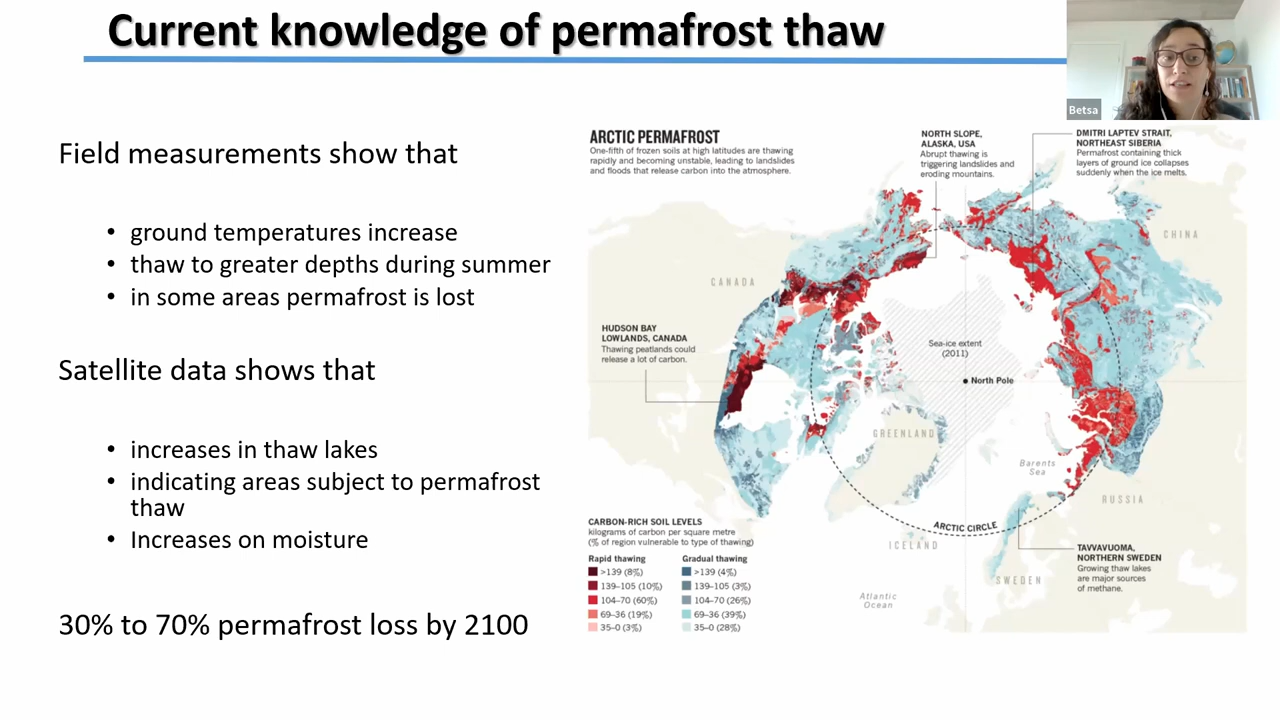 Current knowledge of permafrost thaw
Betsa
Field measurements show that
• ground temperatures increase
• thaw to greater depths during summer
• in some areas permafrost is lost
Satellite data shows that
• increases in thaw lakes
• indicating areas subject to permafrost
thaw
• Increases on moisture
30% to 70% permafrost loss by 2100
ARCTIC PERMAFROST
One-fifth of frozen soils at high latitudes are thawing
rapidly and becoming unstable, leading to landslides
and floods that release carbon into the atmosphere.
NORTH SLOPE,
ALASKA, USA
Abrupt thawing is
triggering landslides and
eroding mountains.
DMITRI LAPTEV STRAIT,
NORTHEAST SIBERIA
Permafrost containing thick
layers of ground ice collapses
suddenly when the ice melts.
CHINA
CANADA
HUDSON BAY
LOWLANDS, CANADA
Thawing peatlands could
release a lot of carbon.
Sea-ice extent
(2011)
North Pole
GREENLAND
Barents
Sea
RUSSIA
ARCTIC CIRCLE
ICELAND
SWEDEN
Atlantic
Ocean
TAVVAVUOMA,
NORTHERN SWEDEN
Growing thaw lakes
are major sources
of methane.
CARBON-RICH SOIL LEVELS
kilograms of carbon per square metre
(% of region vulnerable to type of thawing)
Rapid thawing Gradual thawing
>139 (8%) >139 (4%)
139–105 (10%) 139–105 (3%)
104–70 (60%) 104–70 (26%)
69–36 (19%) 69–36 (39%)
35–0 (3%) 35–0 (28%)